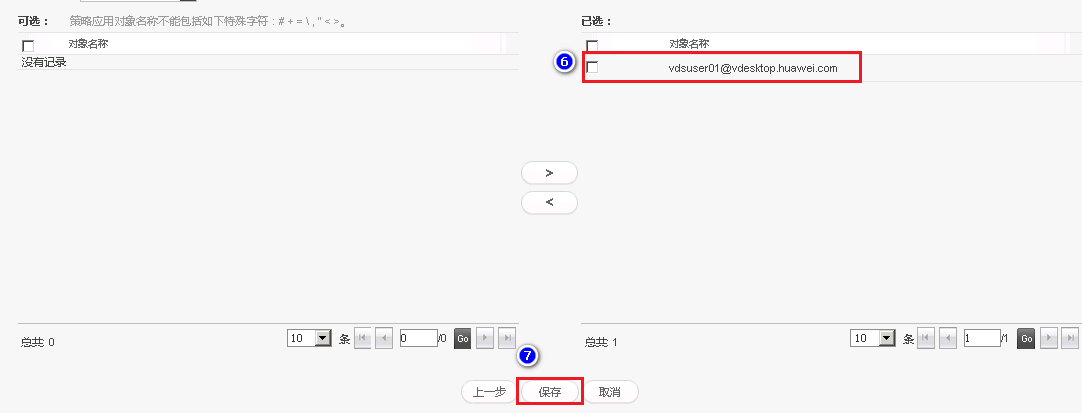 可选： 策略应用对象名称不能包括如下特殊字符：# + = \ , " < >。
对象名称
没有记录
已选：
对象名称
6
vdsuser01@vdesktop.huawei.com
>
<
总共: 0
10 条 0 /0 Go
总共: 1
10 条 1 /1 Go
7
上一步 保存 取消